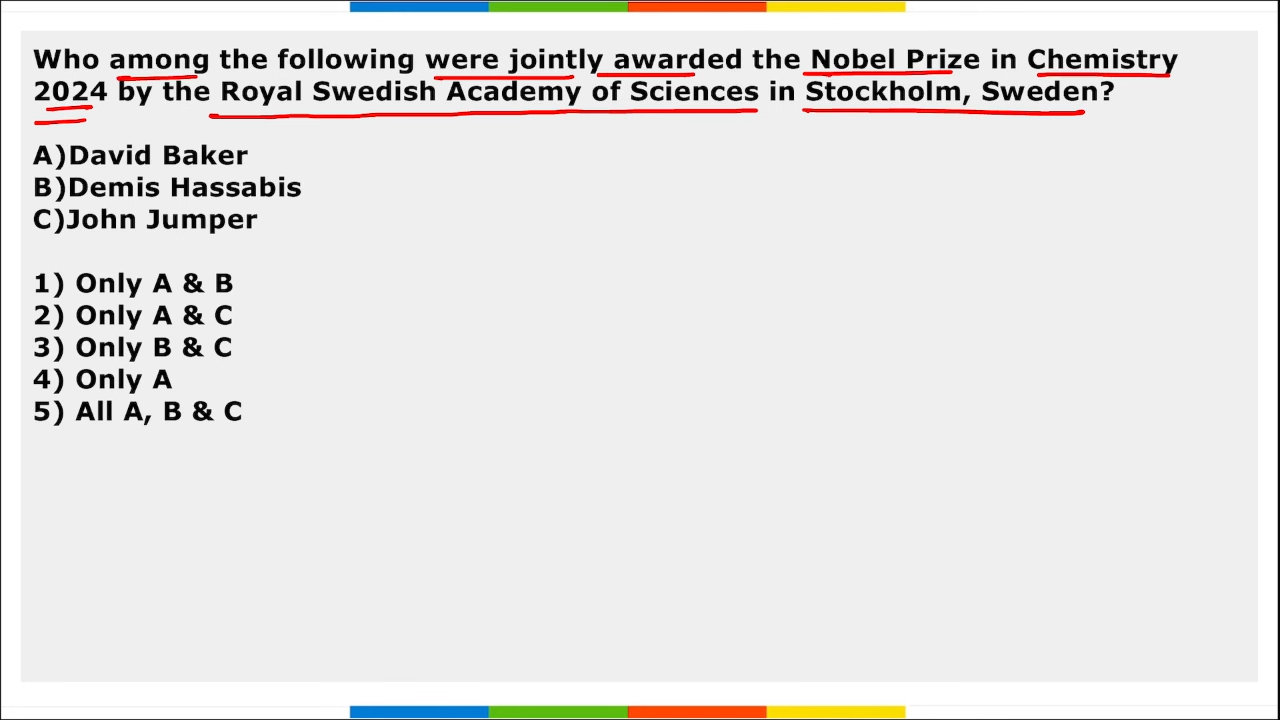 Who among the following were jointly awarded the Nobel Prize in Chemistry
2024 by the Royal Swedish Academy of Sciences in Stockholm, Sweden?
A)David Baker
B)Demis Hassabis
C)John Jumper
1) Only A & B
2) Only A & C
3) Only B & C
4) Only A
5) All A, B & C